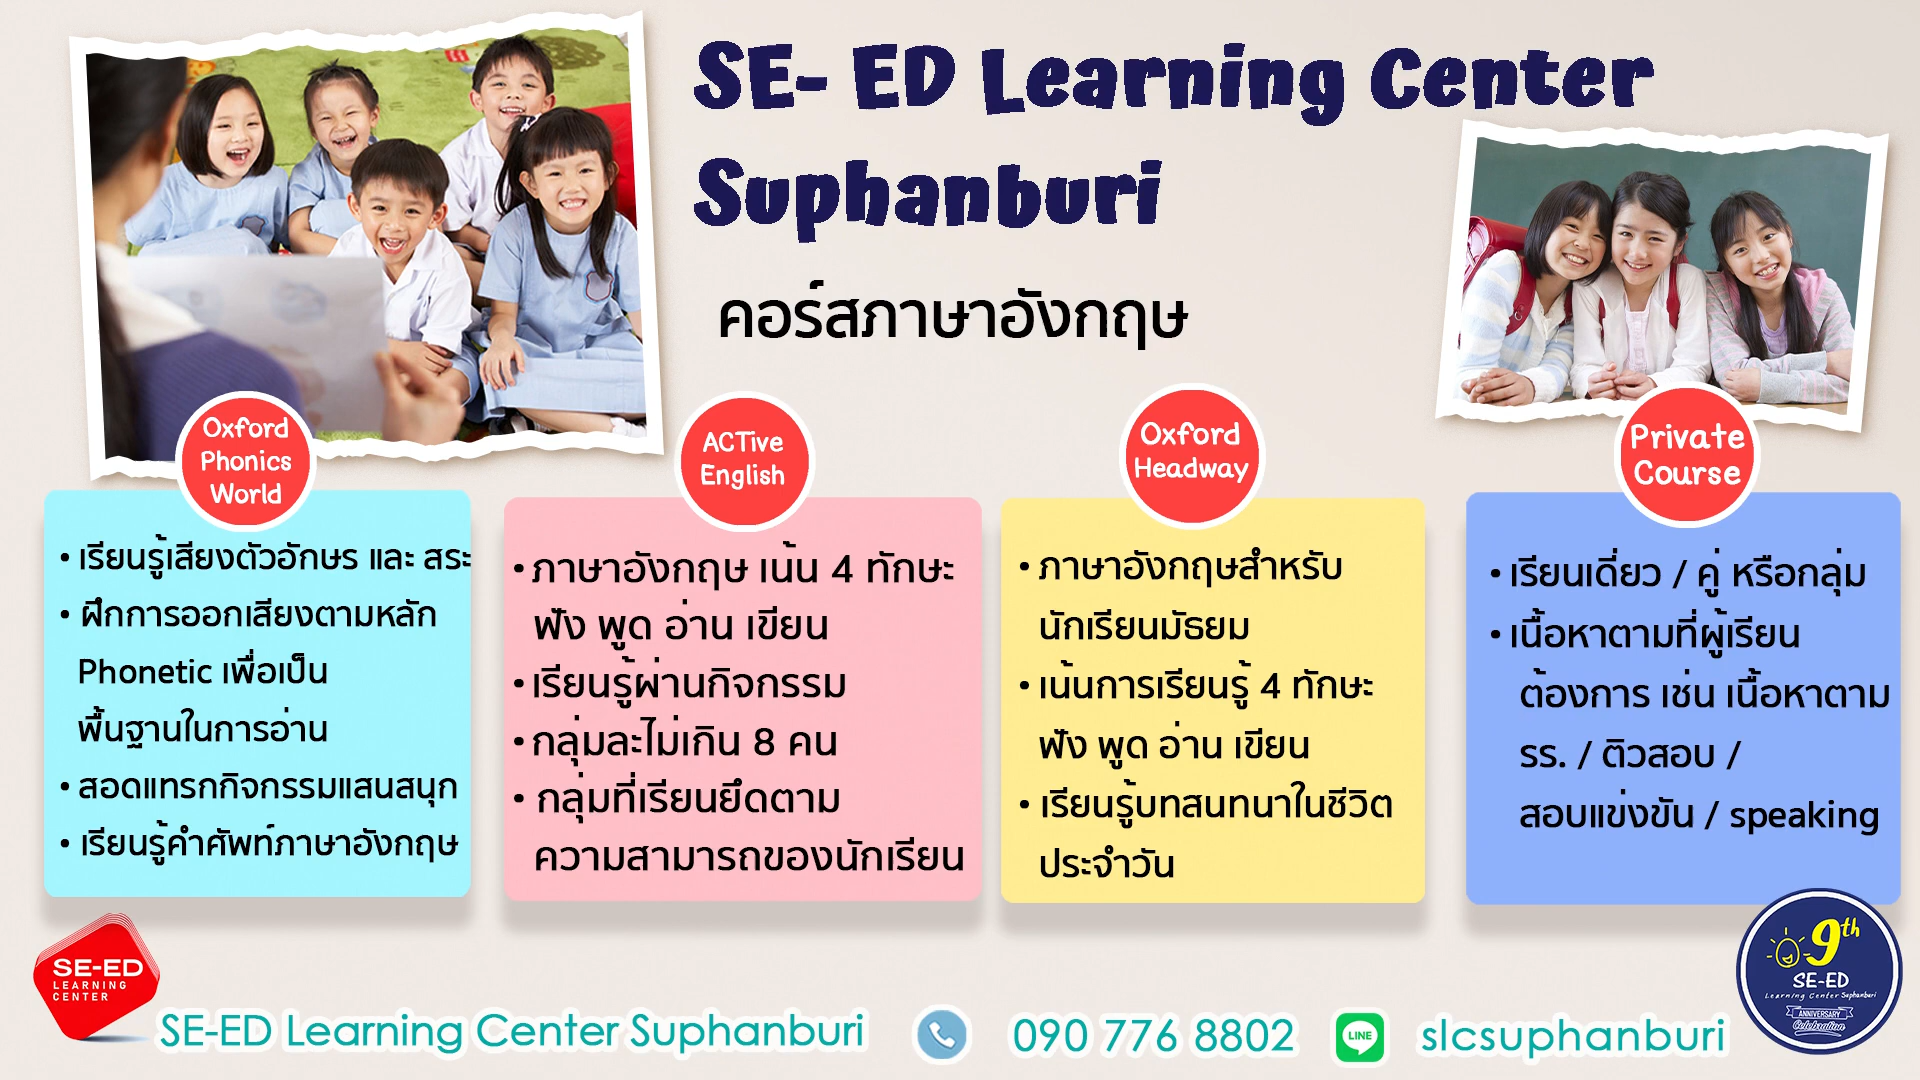 SE- ED Learning Center
Suphanburi
คอร์สภาษาอังกฤษ
Oxford
Phonics
World
• เรียนรู้เสียงตัวอักษร และ สระ
• ฝึกการออกเสียงตามหลัก
Phonetic เพื่อเป็น
พื้นฐานในการอ่าน
• สอดแทรกกิจกรรมแสนสนุก
• เรียนรู้คำศัพท์ภาษาอังกฤษ
ACTive
English
• ภาษาอังกฤษ เน้น 4 ทักษะ
ฟัง พูด อ่าน เขียน
• เรียนรู้ผ่านกิจกรรม
• กลุ่มละไม่เกิน 8 คน
• กลุ่มที่เรียนยึดตาม
ความสามารถของนักเรียน
Oxford
Headway
• ภาษาอังกฤษสำหรับ
นักเรียนมัธยม
• เน้นการเรียนรู้ 4 ทักษะ
ฟัง พูด อ่าน เขียน
• เรียนรู้บทสนทนาในชีวิต
ประจำวัน
Private
Course
• เรียนเดี่ยว / คู่ หรือกลุ่ม
• เนื้อหาตามที่ผู้เรียน
ต้องการ เช่น เนื้อหาตาม
รร. / ติวสอบ /
สอบแข่งขัน / speaking
SE-ED
LEARNING
CENTER
SE-ED Learning Center Suphanburi
090 776 8802
LINE
slcsuphanburi
9th
SE-ED
Learning Center Suphanburi
ANNIVERSARY
Celebration